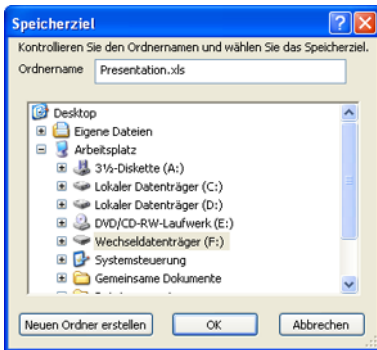 Speicherziel
Kontrollieren Sie den Ordnernamen und wählen Sie das Speicherziel.
Ordnername Presentation.xls
Desktop
Eigene Dateien
Arbeitsplatz
3½-Diskette (A:)
Lokaler Datenträger (C:)
Lokaler Datenträger (D:)
DVD/CD-RW-Laufwerk (E:)
Wechseldatenträger (F:)
Systemsteuerung
Gemeinsame Dokumente
Neuen Ordner erstellen OK Abbrechen